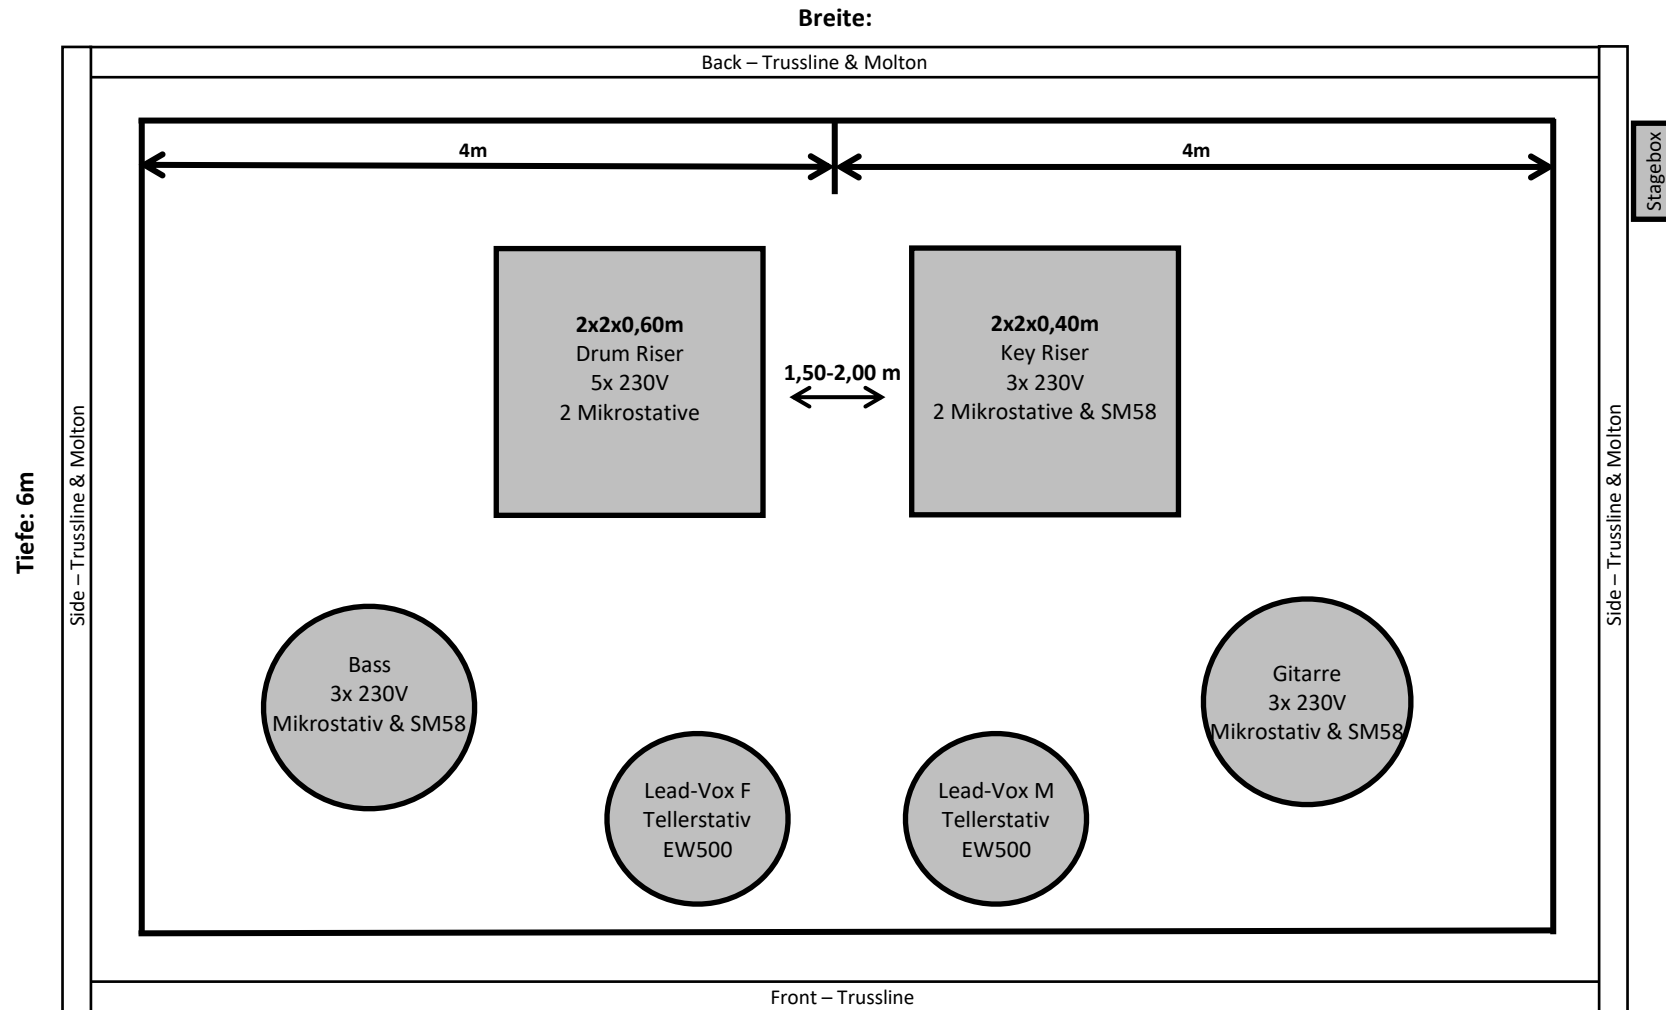 Breite:
Back – Trussline & Molton
4m
4m
Stagebox
2x2x0,60m
Drum Riser
5x 230V
2 Mikrostative
1,50-2,00 m
2x2x0,40m
Key Riser
3x 230V
2 Mikrostative & SM58
Tiefe: 6m
Side – Trussline & Molton
Side – Trussline & Molton
Bass
3x 230V
Mikrostativ & SM58
Gitarre
3x 230V
Mikrostativ & SM58
Lead-Vox F
Tellerstativ
EW500
Lead-Vox M
Tellerstativ
EW500
Front – Trussline